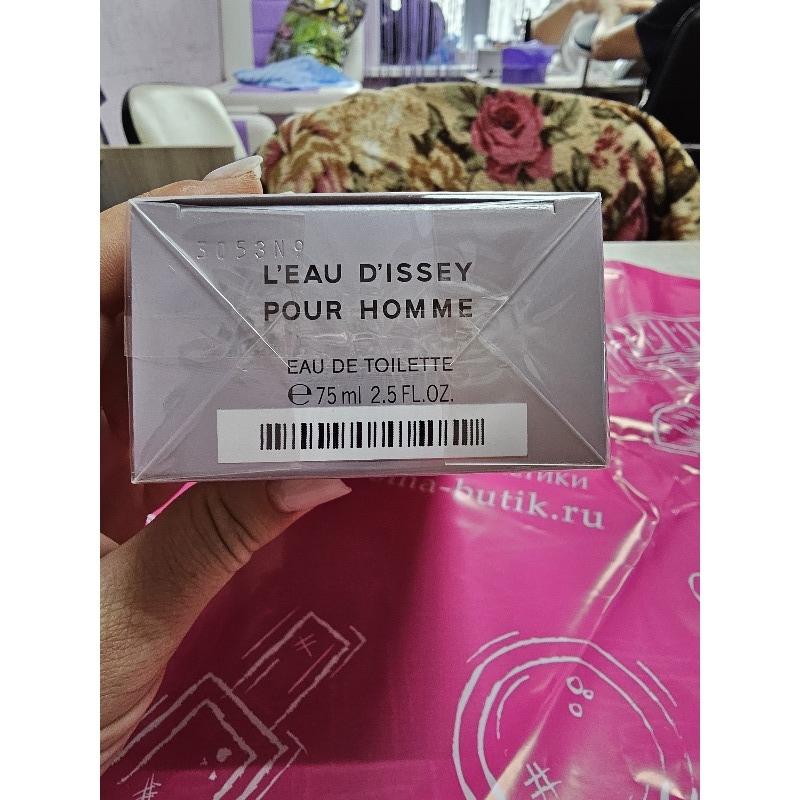 3053N9
L'EAU D'ISSEY
POUR HOMME
EAU DE TOILETTE
℮ 75 ml 2.5 FL.OZ.